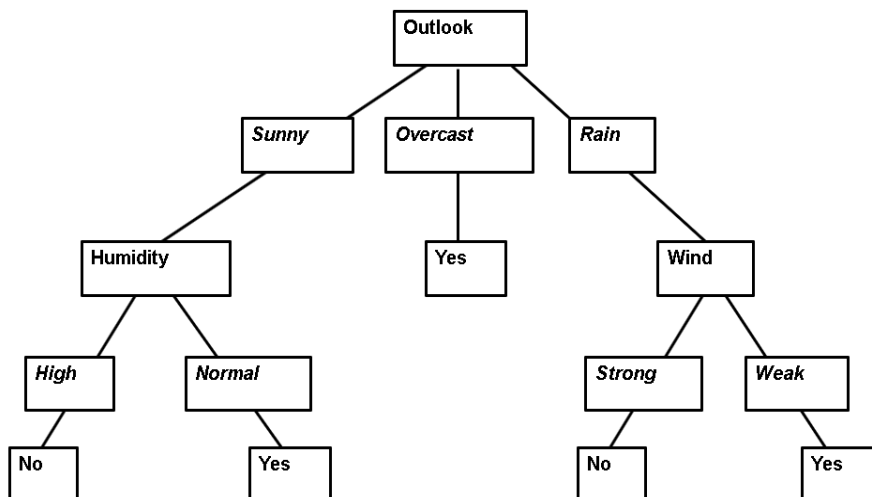 Outlook
Sunny
Overcast
Rain
Humidity
Yes
Wind
High
Normal
Strong
Weak
No
Yes
No
Yes